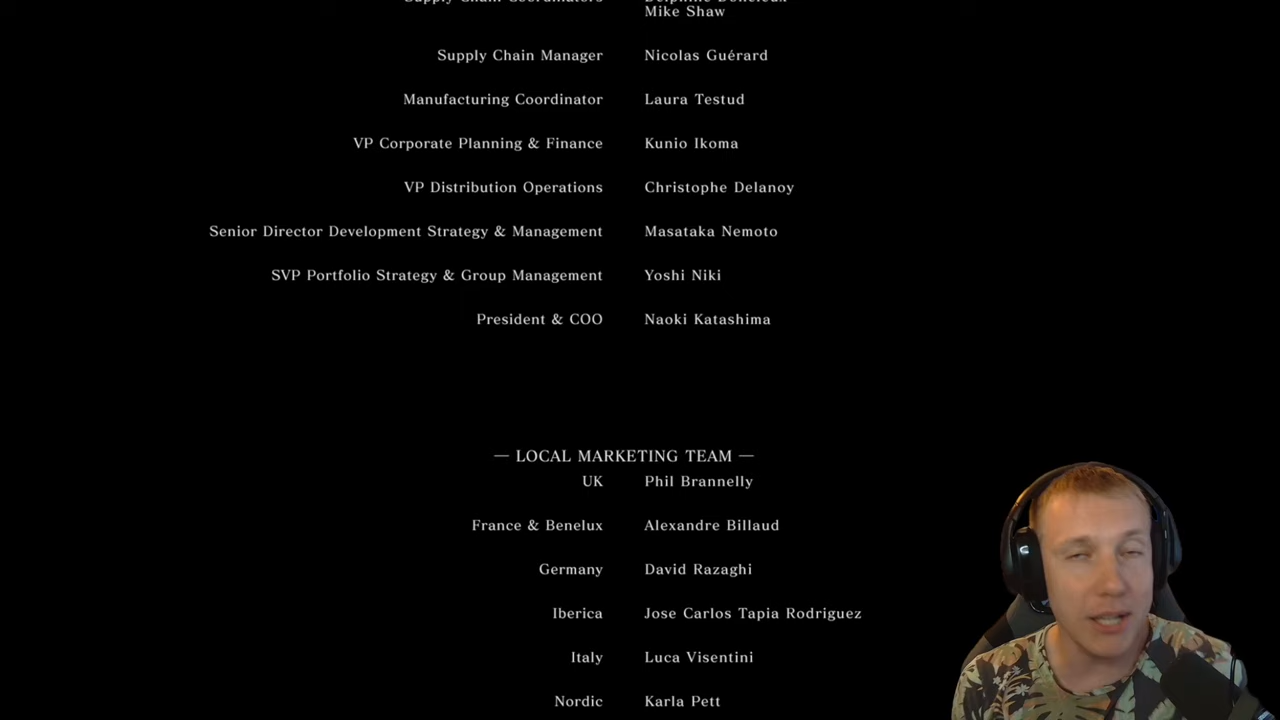 Supply Chain Coordinators
Mike Shaw
Supply Chain Manager Nicolas Guérard
Manufacturing Coordinator Laura Testud
VP Corporate Planning & Finance Kunio Ikoma
VP Distribution Operations Christophe Delanoy
Senior Director Development Strategy & Management Masataka Nemoto
SVP Portfolio Strategy & Group Management Yoshi Niki
President & COO Naoki Katashima
— LOCAL MARKETING TEAM —
UK Phil Brannelly
France & Benelux Alexandre Billaud
Germany David Razaghi
Iberica Jose Carlos Tapia Rodriguez
Italy Luca Visentini
Nordic Karla Pett